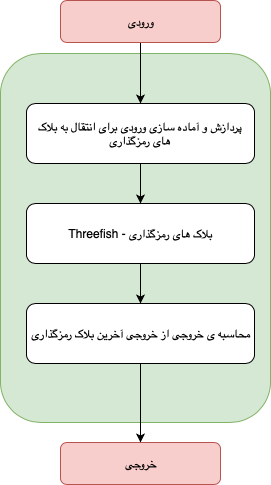 ورودی
پردازش و آماده سازی ورودی برای انتقال به بلاک
های رمزگذاری
بلاک های رمزگذاری - Threefish
محاسبه ی خروجی از خروجی آخرین بلاک رمزگذاری
خروجی